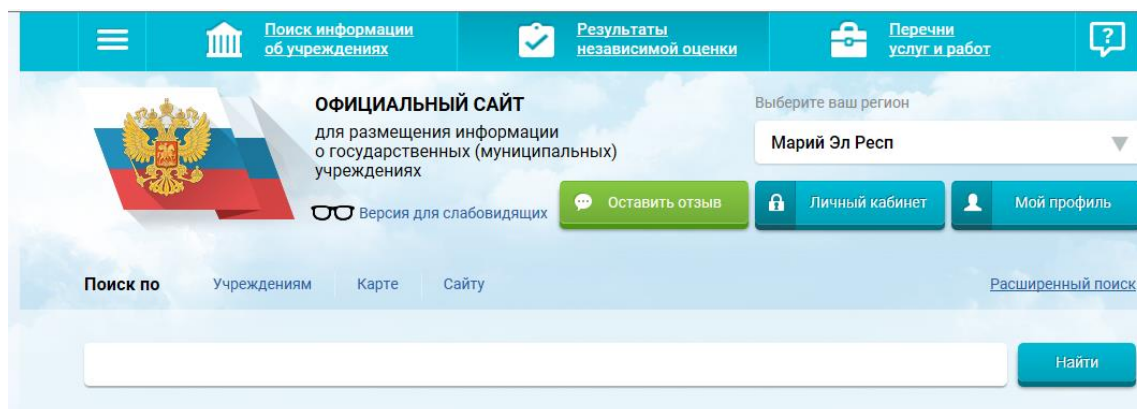 Поиск информации
об учреждениях
Результаты
независимой оценки
Перечни
услуг и работ
?
ОФИЦИАЛЬНЫЙ САЙТ
для размещения информации
о государственных (муниципальных)
учреждениях
Версия для слабовидящих
Выберите ваш регион
Марий Эл Респ
Оставить отзыв
Личный кабинет
Мой профиль
Поиск по Учреждениям Карте Сайту
Расширенный поиск
Найти